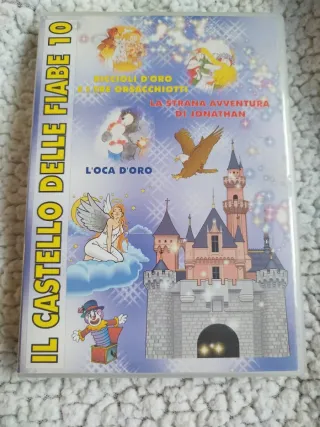 IL CASTELLO DELLE FIABE 10
RICCIOLI D'ORO
E I TRE ORSACCHIOTTI
LA STRANA AVVENTURA
DI JONATHAN
L'OCA D'ORO